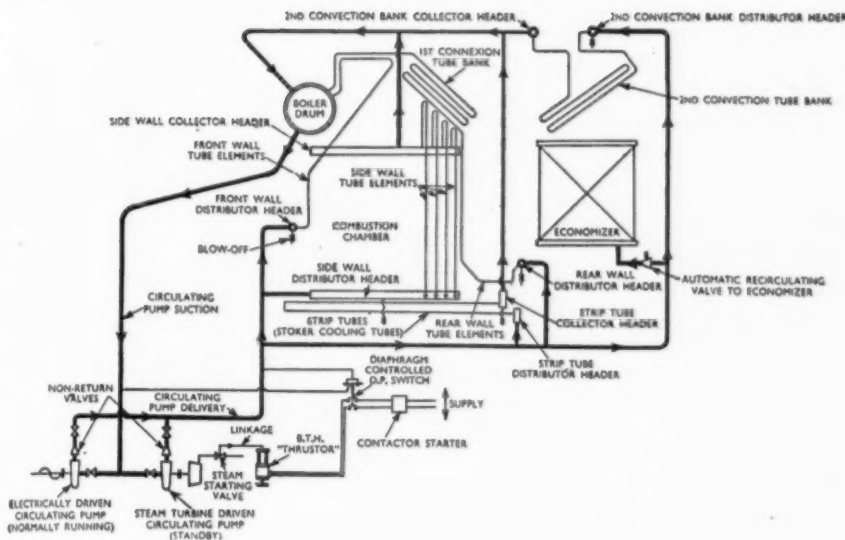 2ND CONVECTION BANK COLLECTOR HEADER
2ND CONVECTION BANK DISTRIBUTOR HEADER
1ST CONNEXION
TUBE BANK
BOILER
DRUM
2ND CONVECTION TUBE BANK
SIDE WALL COLLECTOR HEADER
FRONT WALL
TUBE ELEMENTS
SIDE WALL
TUBE ELEMENTS
FRONT WALL
DISTRIBUTOR HEADER
COMBUSTION
CHAMBER
BLOW-OFF
ECONOMIZER
SIDE WALL
DISTRIBUTOR HEADER
REAR WALL
DISTRIBUTOR HEADER
AUTOMATIC RECIRCULATING
VALVE TO ECONOMIZER
CIRCULATING
PUMP SUCTION
STRIP TUBES
(STOKER COOLING TUBES)
REAR WALL
TUBE ELEMENTS
STRIP TUBE
COLLECTOR HEADER
STRIP TUBE
DISTRIBUTOR HEADER
DIAPHRAGM
CONTROLLED
D.P. SWITCH
NON-RETURN
VALVES
CIRCULATING
PUMP DELIVERY
SUPPLY
LINKAGE
B.T.H.
"THRUSTOR"
CONTACTOR STARTER
STEAM
STARTING
VALVE
ELECTRICALLY DRIVEN
CIRCULATING PUMP
(NORMALLY RUNNING)
STEAM TURBINE DRIVEN
CIRCULATING PUMP
(STANDBY)